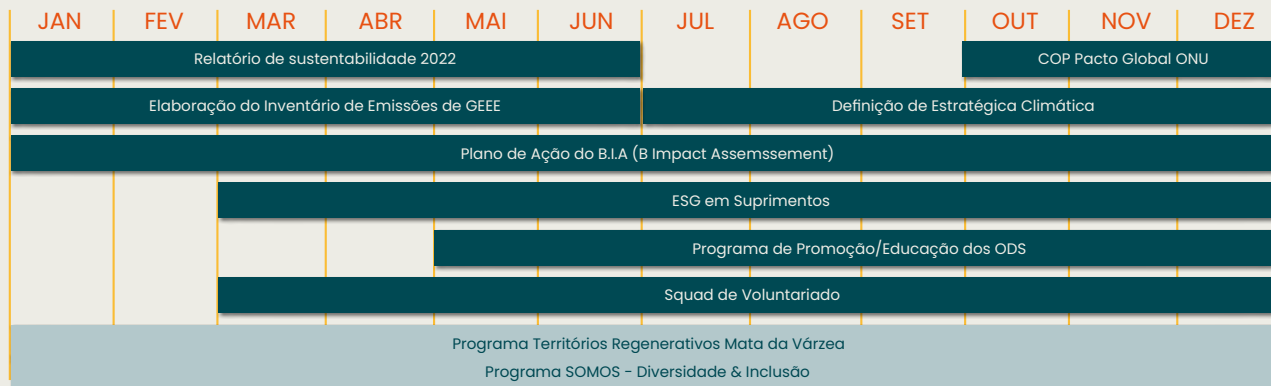 JAN FEV MAR ABR MAI JUN JUL AGO SET OUT NOV DEZ
Relatório de sustentabilidade 2022 COP Pacto Global ONU
Elaboração do Inventário de Emissões de GEEE Definição de Estratégica Climática
Plano de Ação do B.I.A (B Impact Assemssement)
ESG em Suprimentos
Programa de Promoção/Educação dos ODS
Squad de Voluntariado
Programa Territórios Regenerativos Mata da Várzea
Programa SOMOS - Diversidade & Inclusão